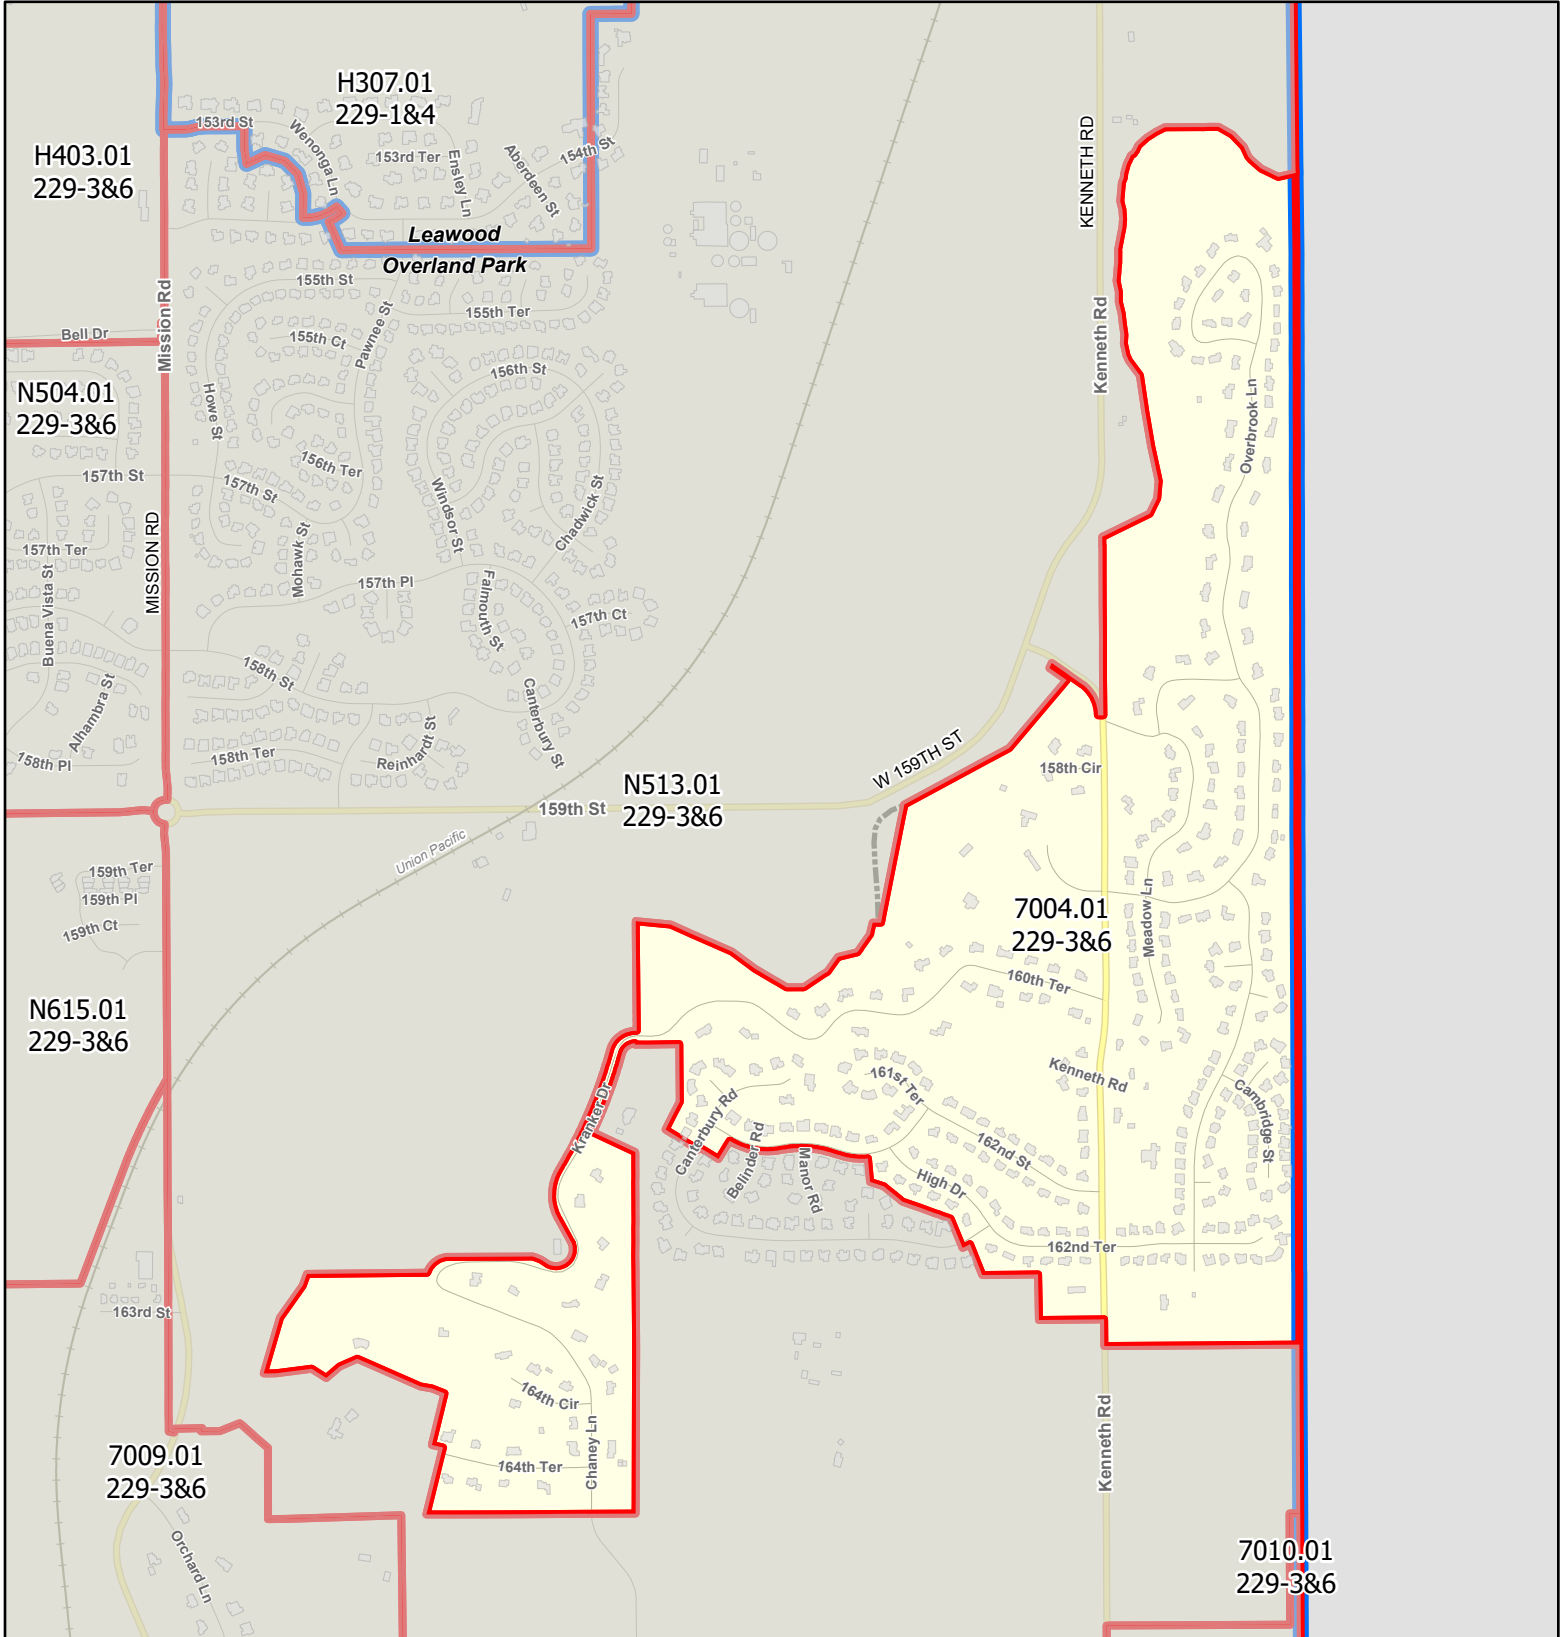 H307.01
229-1&4
153rd St
Wenonga Ln
153rd Ter
Ensley Ln
Aberdeen St
154th St
H403.01
229-3&6
KENNETH RD
Leawood
Overland Park
155th St
155th Ter
Mission Rd
Bell Dr
155th Ct
Pawnee St
Kenneth Rd
156th St
N504.01
229-3&6
Howe St
Overbrook Ln
156th Ter
157th St
157th St
Windsor St
Chadwick St
MISSION RD
157th Ter
Mohawk St
157th Pl
Buena Vista St
Falmouth St
157th Ct
158th St
Alhambra St
Canterbury St
158th Pl
158th Ter
Reinhardt St
W 159TH ST
158th Cir
N513.01
229-3&6
159th St
Union Pacific
159th Ter
159th Pl
159th Ct
7004.01
229-3&6
Meadow Ln
160th Ter
N615.01
229-3&6
Kenneth Rd
161st Ter
Kranker Dr
Canterbury Rd
Belinder Rd
Manor Rd
162nd St
Cambridge St
High Dr
162nd Ter
163rd St
164th Cir
Chaney Ln
164th Ter
Kenneth Rd
7009.01
229-3&6
Orchard Ln
7010.01
229-3&6